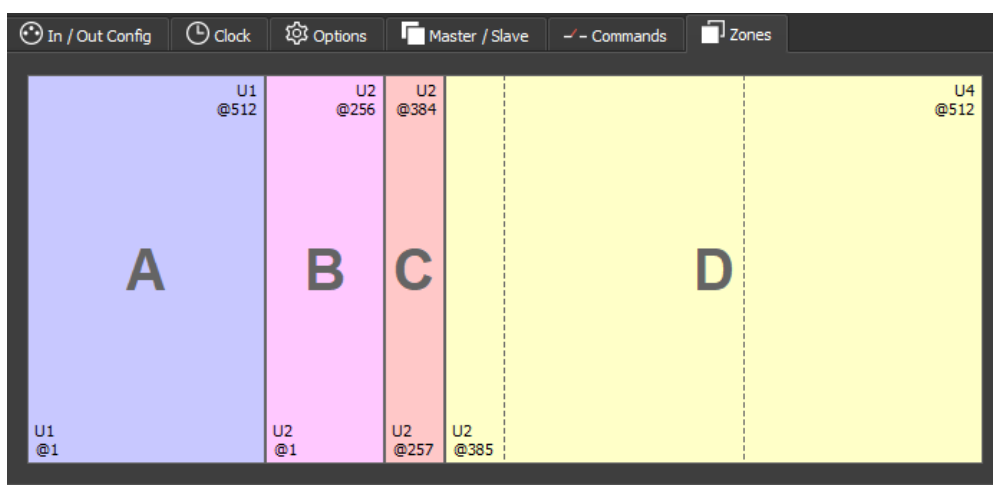 In / Out Config Clock Options Master / Slave Commands Zones
U1 U2 U2 U4
@512 @256 @384 @512
A B C D
U1 U2 U2 U2
@1 @1 @257 @385